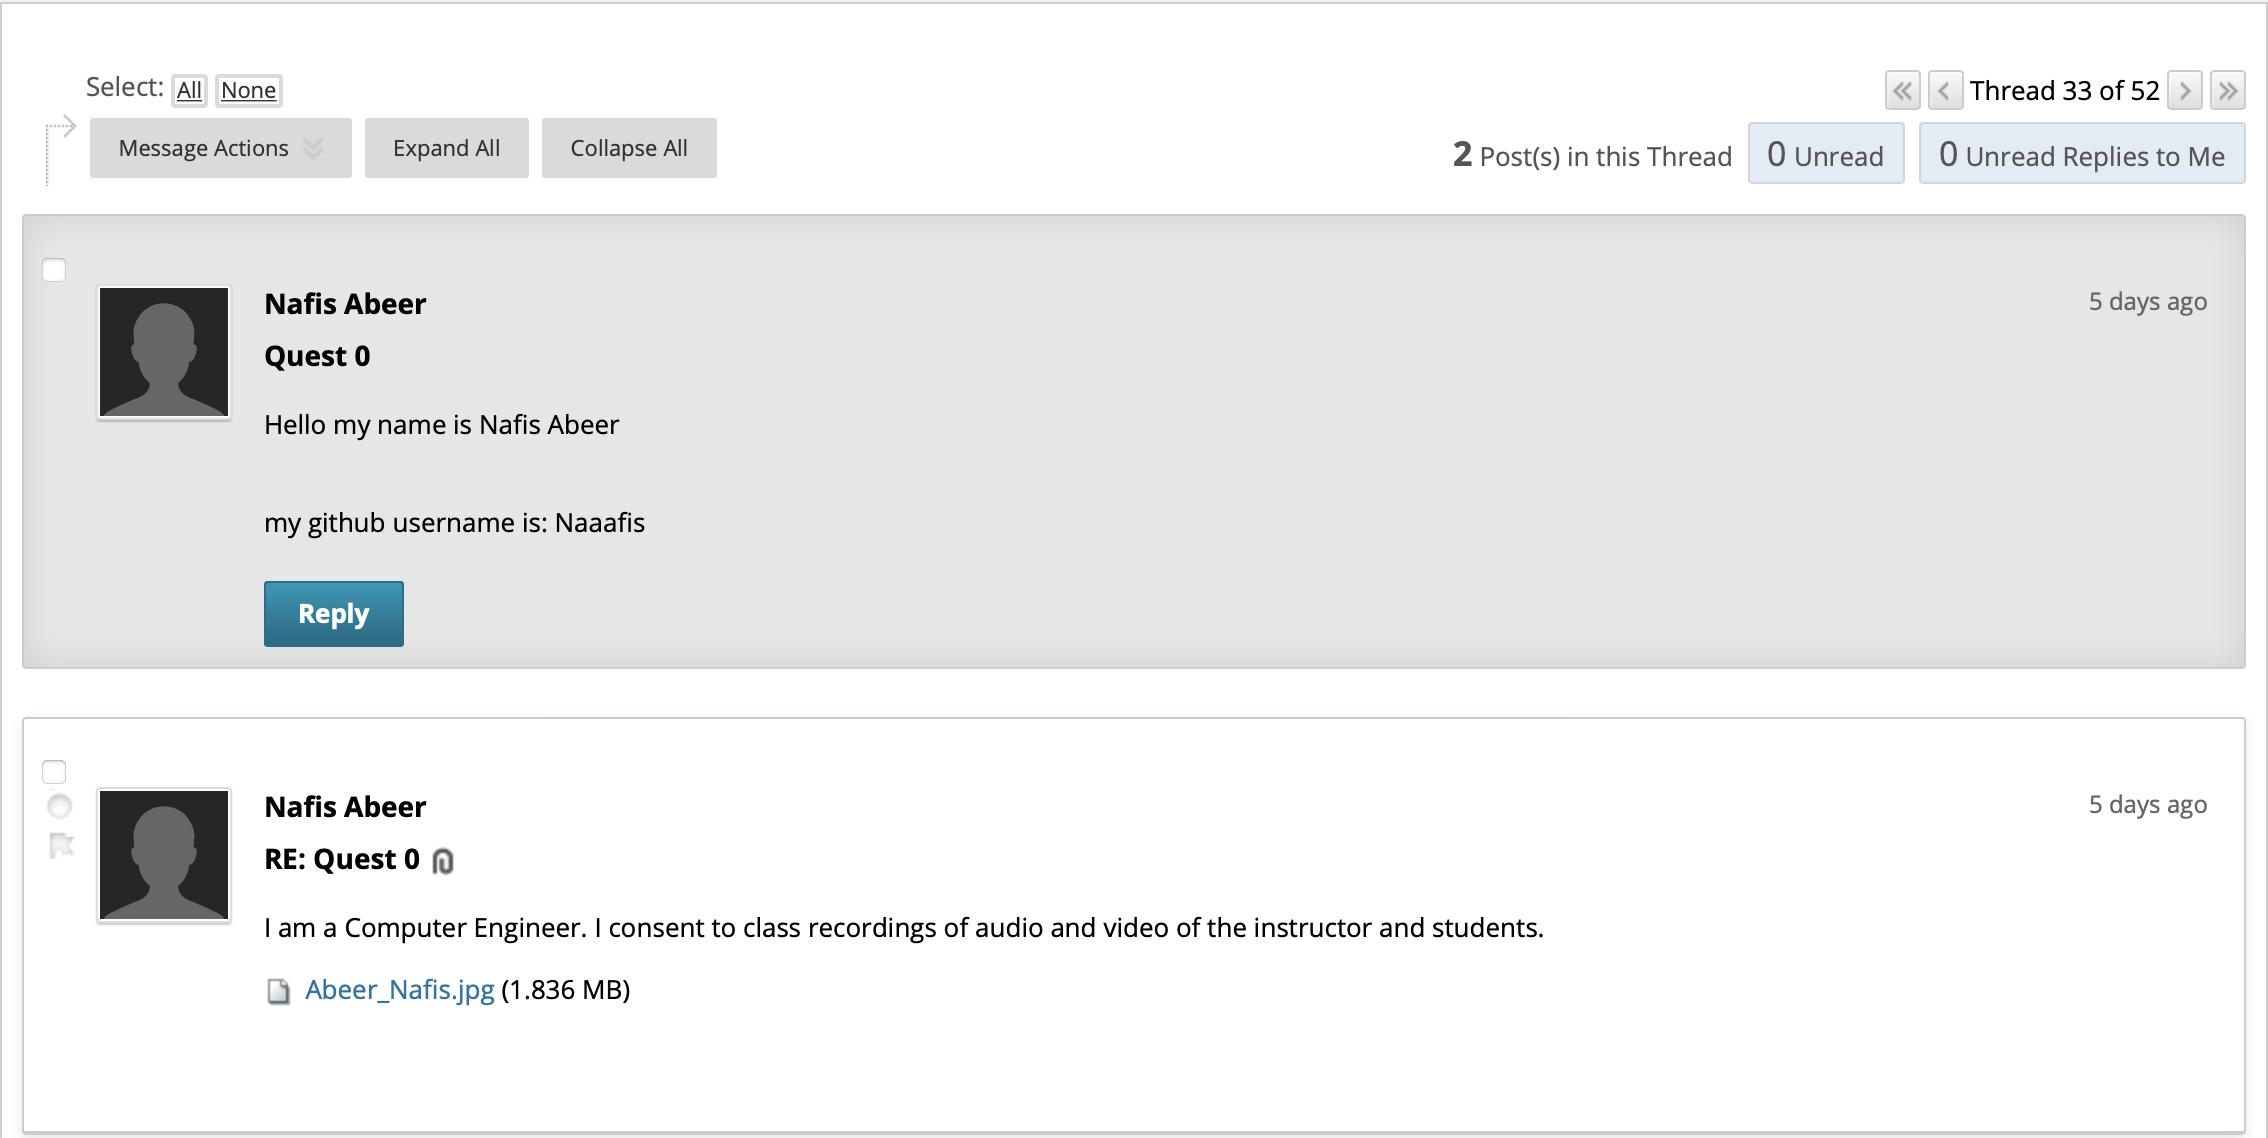 Select: All None
Thread 33 of 52
Message Actions Expand All Collapse All
2 Post(s) in this Thread 0 Unread 0 Unread Replies to Me
Nafis Abeer
5 days ago
Quest 0
Hello my name is Nafis Abeer
my github username is: Naaafis
Reply
Nafis Abeer
5 days ago
RE: Quest 0
I am a Computer Engineer. I consent to class recordings of audio and video of the instructor and students.
Abeer_Nafis.jpg (1.836 MB)